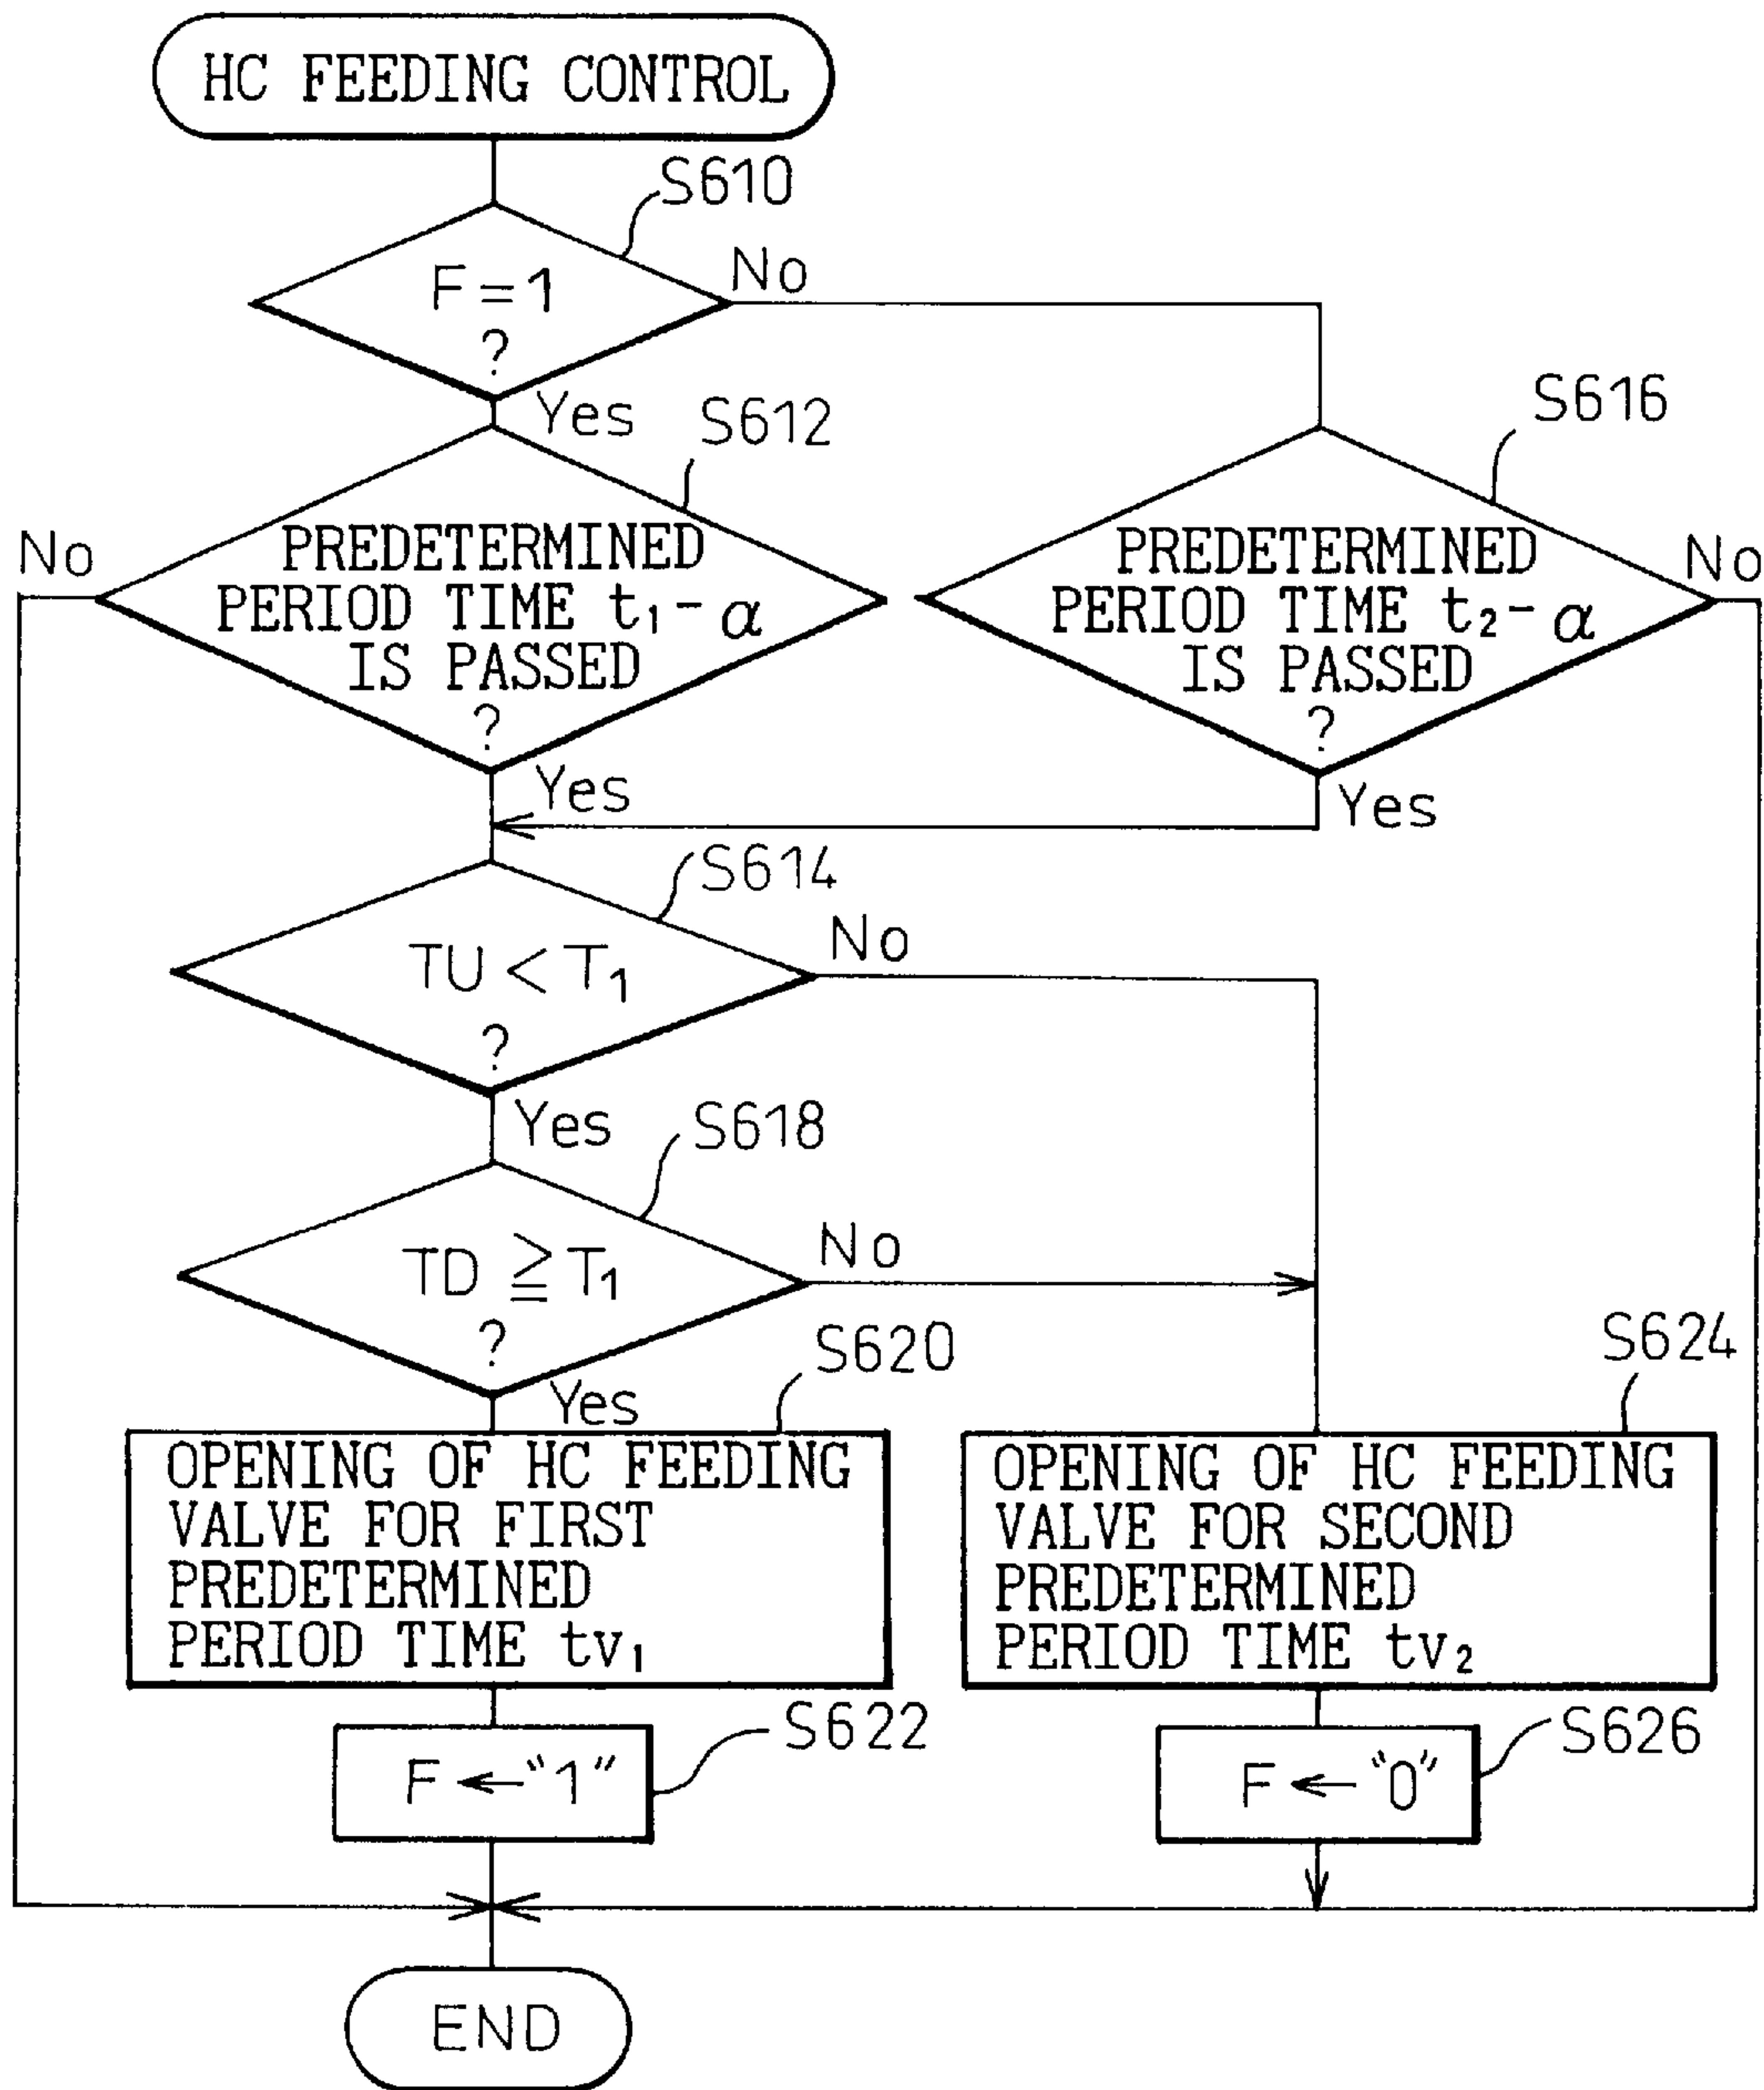 HC FEEDING CONTROL
S610
F=1
?
No
Yes
S612
PREDETERMINED
PERIOD TIME t₁-α
IS PASSED
?
No
Yes
S616
PREDETERMINED
PERIOD TIME t₂-α
IS PASSED
?
No
Yes
S614
TU < T₁
?
No
Yes
S618
TD ≧ T₁
?
No
Yes
S620
OPENING OF HC FEEDING
VALVE FOR FIRST
PREDETERMINED
PERIOD TIME tv₁
S624
OPENING OF HC FEEDING
VALVE FOR SECOND
PREDETERMINED
PERIOD TIME tv₂
S622
F ← "1"
S626
F ← "0"
END